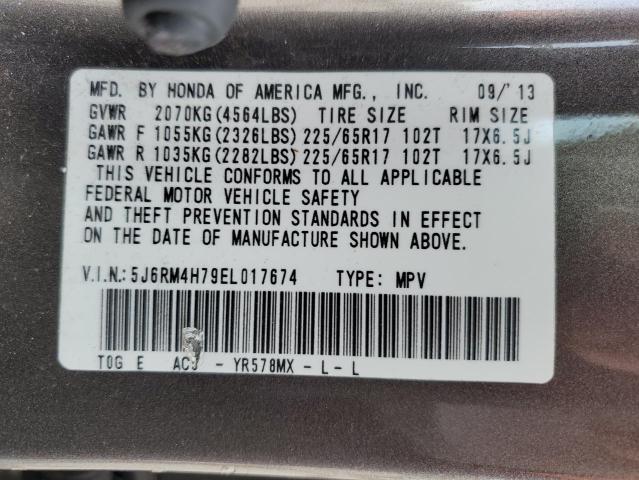 MFD. BY HONDA OF AMERICA MFG., INC. 09/'13
GVWR 2070KG(4564LBS) TIRE SIZE RIM SIZE
GAWR F 1055KG(2326LBS) 225/65R17 102T 17X6.5J
GAWR R 1035KG(2282LBS) 225/65R17 102T 17X6.5J
THIS VEHICLE CONFORMS TO ALL APPLICABLE
FEDERAL MOTOR VEHICLE SAFETY
AND THEFT PREVENTION STANDARDS IN EFFECT
ON THE DATE OF MANUFACTURE SHOWN ABOVE.
V.I.N.:5J6RM4H79EL017674 TYPE: MPV
T0G E - YR578MX - L - L